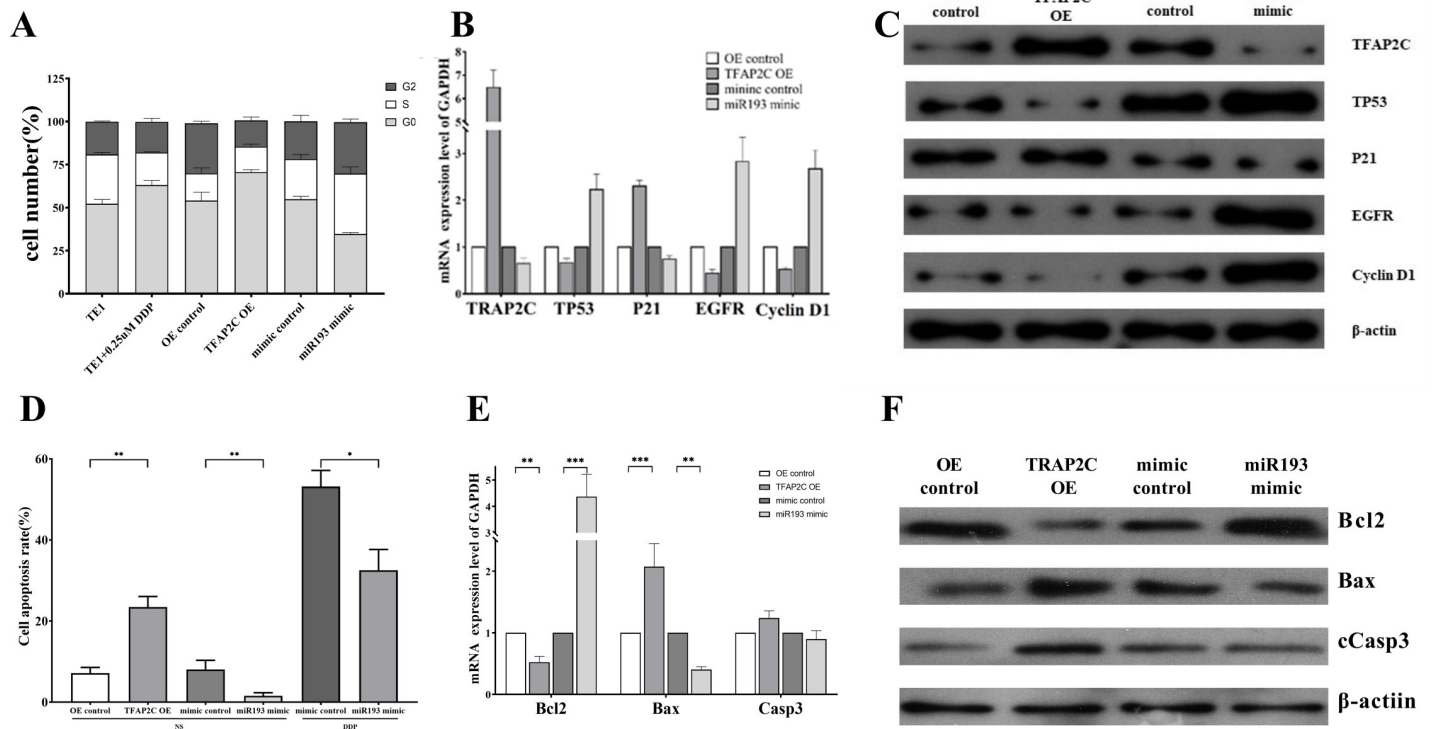 A
125
100
75
50
25
0
cell number(%)
G2
S
G0
TE1
TE1+0.25uM DDP
OE control
TFAP2C OE
mimic control
miR193 mimic
B
8
7
6
5
3
2
1
0
mRNA expression level of GAPDH
OE control
TFAP2C OE
mininc control
miR193 minic
TRAP2C TP53 P21 EGFR Cyclin D1
C
control OE control mimic
TFAP2C
TP53
P21
EGFR
Cyclin D1
β-actin
D
60
40
20
0
Cell apoptosis rate(%)
** ** *
OE control TFAP2C OE mimic control miR193 mimic mimic control miR193 mimic
NS DDP
E
5
4
3
2
1
0
mRNA expression level of GAPDH
** *** *** **
OE control
TFAP2C OE
mimic control
miR193 mimic
Bcl2 Bax Casp3
F
OE TRAP2C mimic miR193
control OE control mimic
Bcl2
Bax
cCasp3
β-actiin